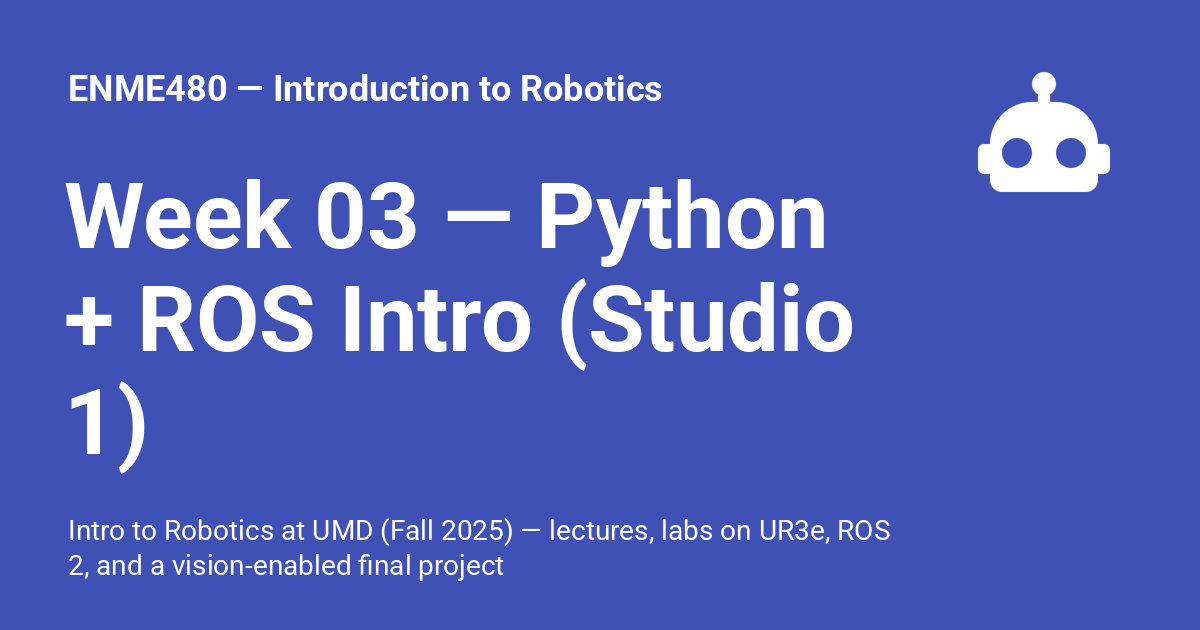 ENME480 — Introduction to Robotics
Week 03 — Python
+ ROS Intro (Studio
1)
Intro to Robotics at UMD (Fall 2025) — lectures, labs on UR3e, ROS
2, and a vision-enabled final project